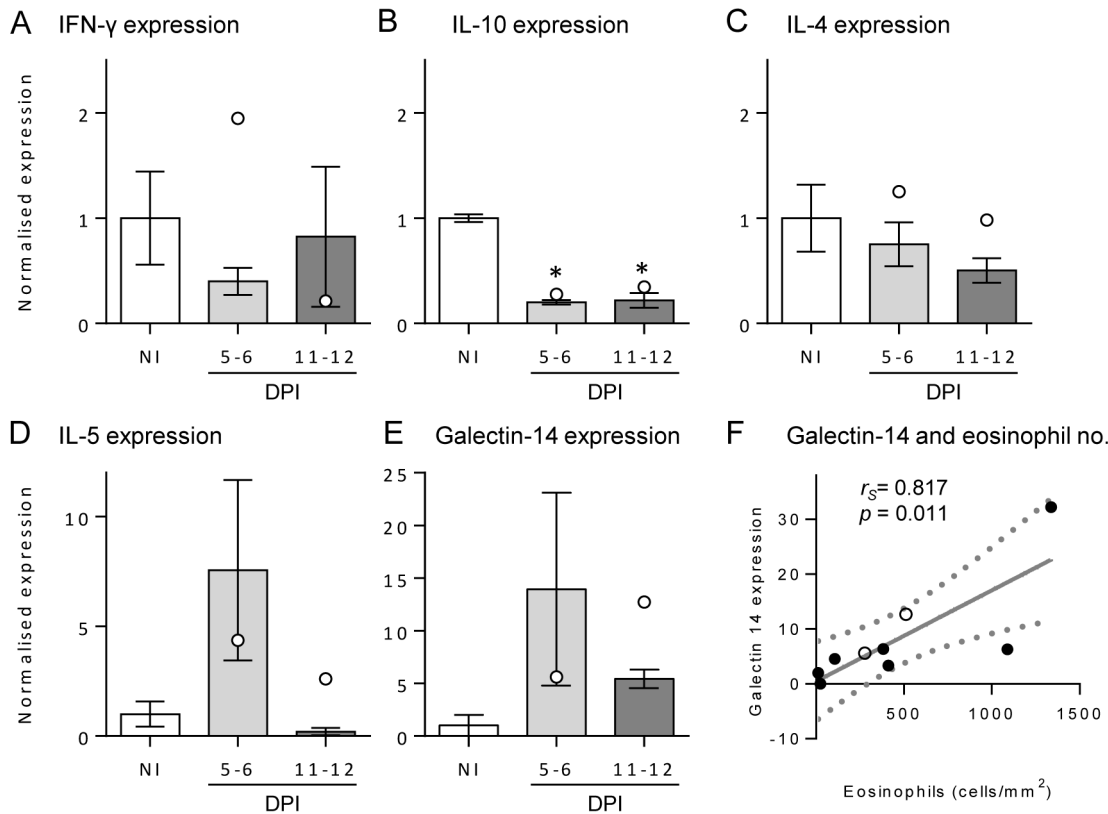 A IFN-γ expression
Normalised expression
2
1
0
NI 5-6 11-12
DPI
B IL-10 expression
2
1
0
* *
NI 5-6 11-12
DPI
C IL-4 expression
2
1
0
NI 5-6 11-12
DPI
D IL-5 expression
Normalised expression
10
5
0
NI 5-6 11-12
DPI
E Galectin-14 expression
25
20
15
10
5
0
NI 5-6 11-12
DPI
F Galectin-14 and eosinophil no.
rS= 0.817
p = 0.011
Galectin 14 expression
30
20
10
0
-10
500 1000 1500
Eosinophils (cells/mm²)